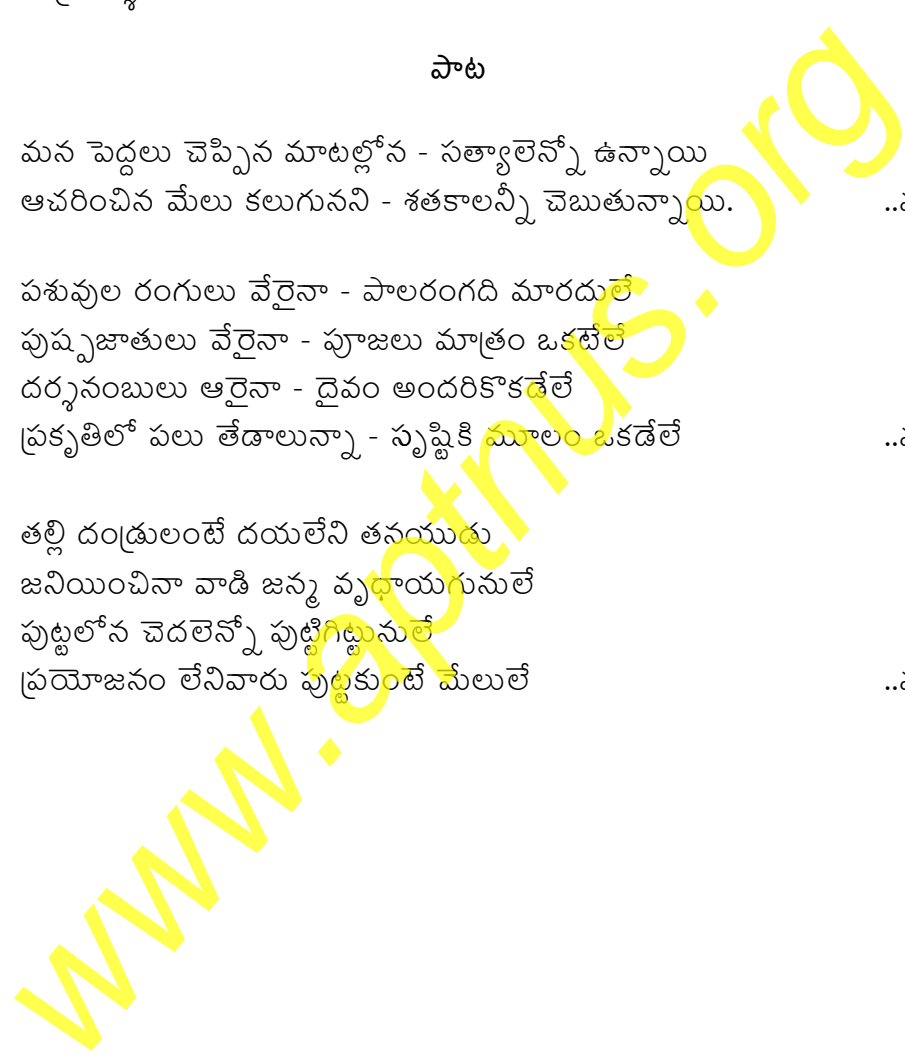 పాట
మన పెద్దలు చెప్పిన మాటల్లోన - సత్యాలెన్నో ఉన్నాయి
ఆచరించిన మేలు కలుగునని - శతకాలన్నీ చెబుతున్నాయి.
పశువుల రంగులు వేరైనా - పాలరంగది మారదులే
పుష్పజాతులు వేరైనా - పూజలు మాత్రం ఒకటేలే
దర్శనంబులు ఆరైనా - దైవం అందరికొకడేలే
ప్రకృతిలో పలు తేడాలున్నా - సృష్టికి మూలం ఒకడేలే
తల్లి దండ్రులంటే దయలేని తనయుడు
జనియించినా వాడి జన్మ వృధాయగునులే
పుట్టలోన చెదలెన్నో పుట్టిగిట్టునులే
ప్రయోజనం లేనివారు పుట్టకుంటే మేలులే
www.aptnus.org